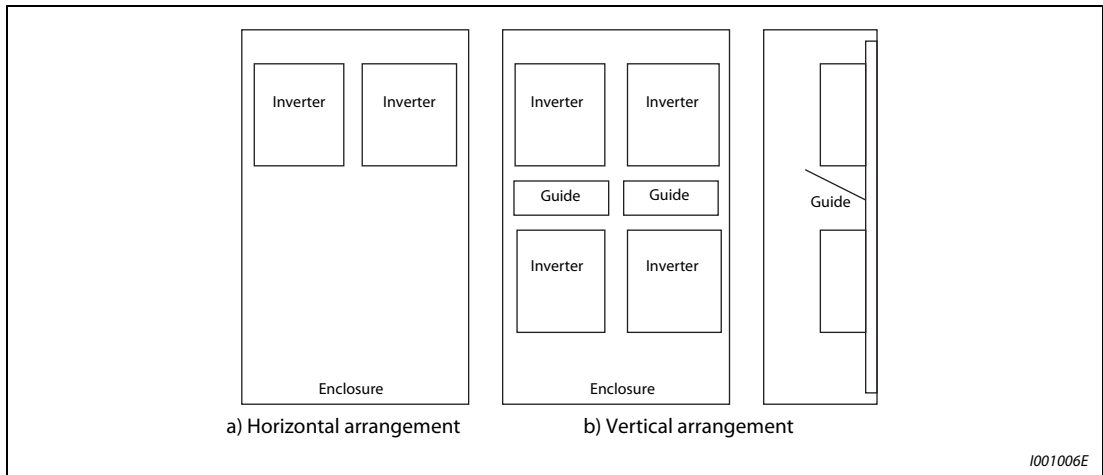 Inverter
Inverter
Enclosure
a) Horizontal arrangement
Inverter
Inverter
Guide
Guide
Inverter
Inverter
Enclosure
Guide
b) Vertical arrangement
I001006E